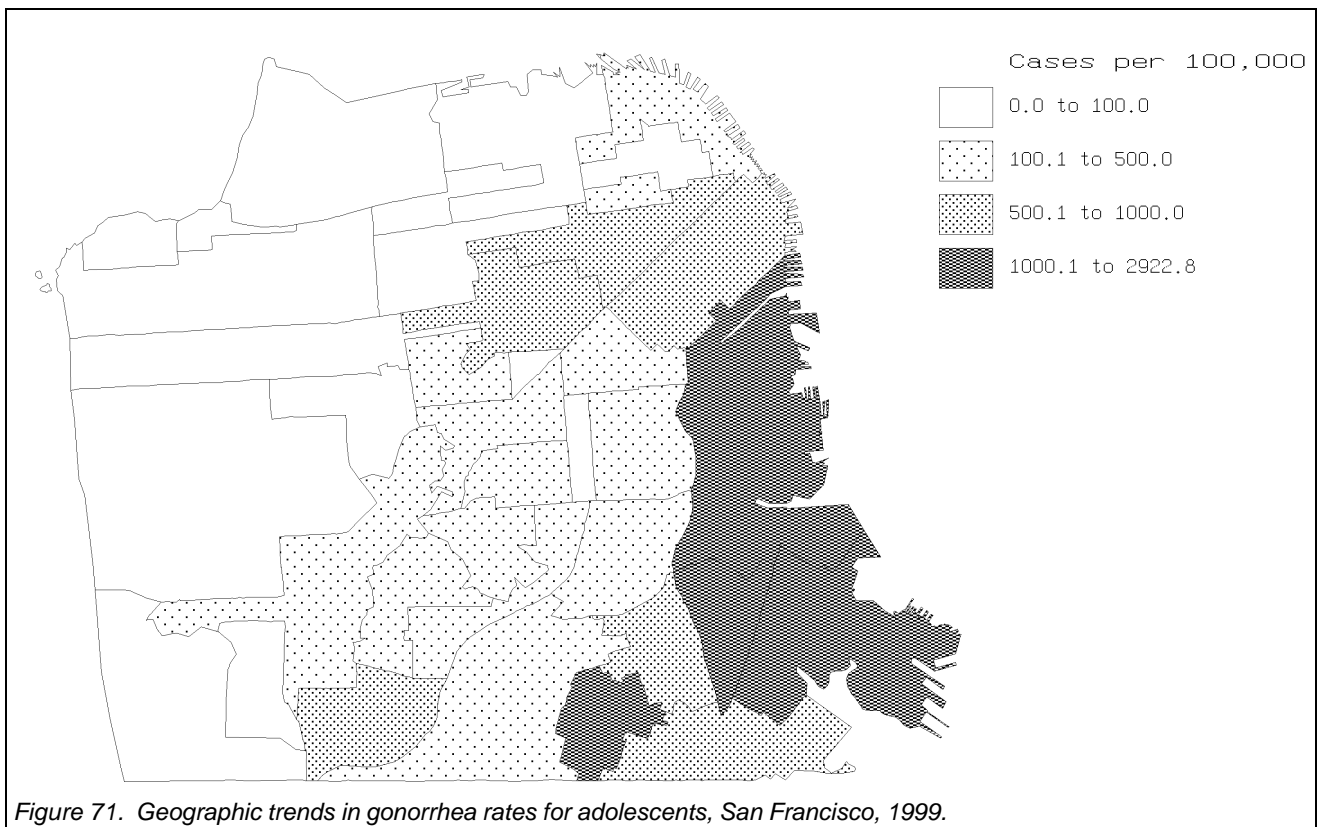 Cases per 100,000
0.0 to 100.0
100.1 to 500.0
500.1 to 1000.0
1000.1 to 2922.8
Figure 71. Geographic trends in gonorrhea rates for adolescents, San Francisco, 1999.